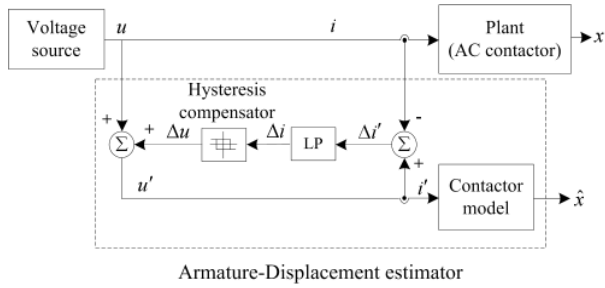 Voltage
source
u
i
Plant
(AC contactor)
x
Hysteresis
compensator
+
+
Δu
Δi
Δi′
-
Σ
LP
Σ
+
u′
i′
Contactor
model
x̂
Armature-Displacement estimator